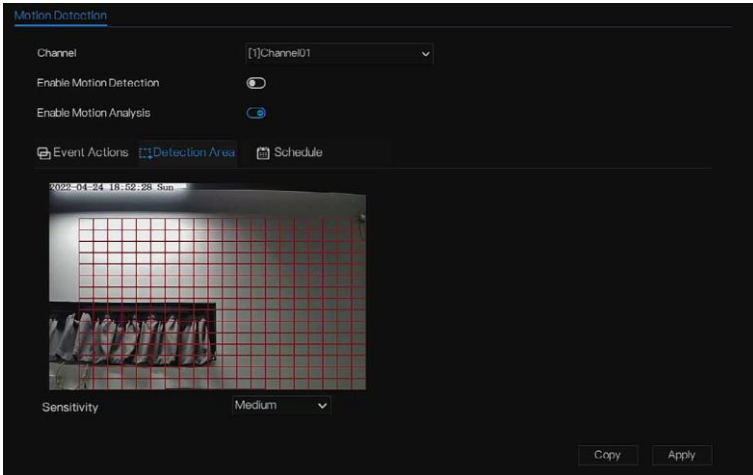 Motion Detection
Channel
[1]Channel01
Enable Motion Detection
Enable Motion Analysis
Event Actions
Detection Area
Schedule
2022-04-24 18:52:28 Sun
Sensitivity
Medium
Copy
Apply